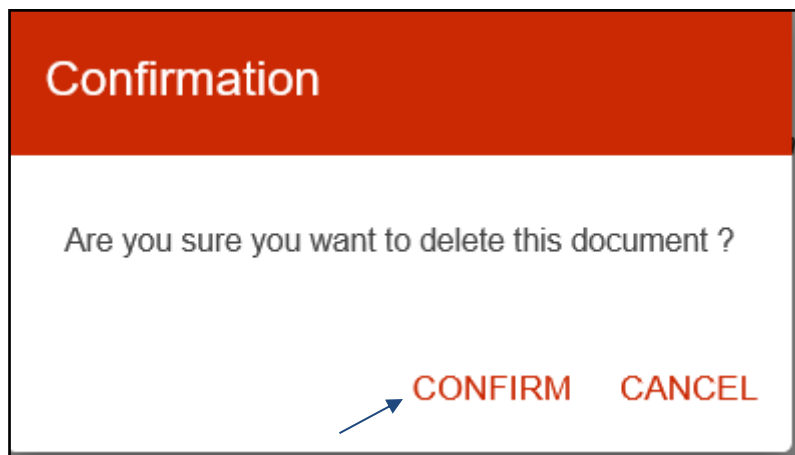 Confirmation
Are you sure you want to delete this document ?
CONFIRM CANCEL